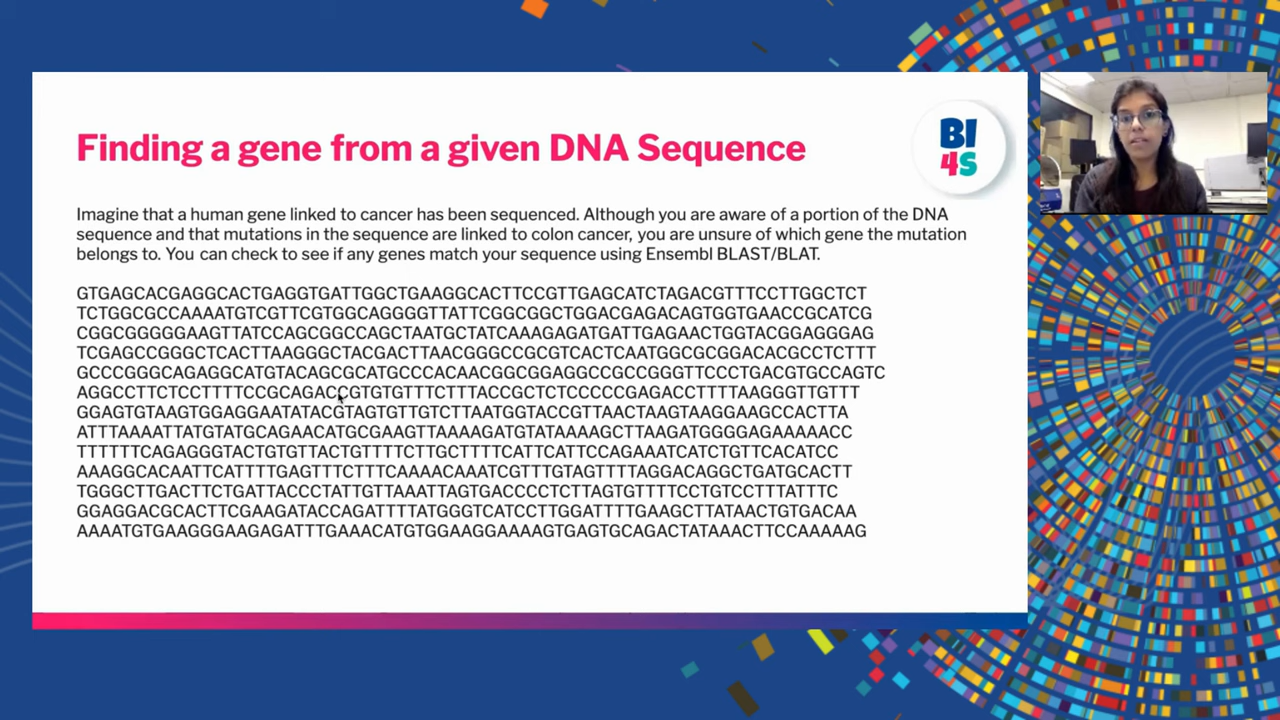 Finding a gene from a given DNA Sequence
BI
4S
Imagine that a human gene linked to cancer has been sequenced. Although you are aware of a portion of the DNA
sequence and that mutations in the sequence are linked to colon cancer, you are unsure of which gene the mutation
belongs to. You can check to see if any genes match your sequence using Ensembl BLAST/BLAT.
GTGAGCACGAGGCACTGAGGTGATTGGCTGAAGGCACTTCCGTTGAGCATCTAGACGTTTCCTTGGCTCT
TCTGGCGCCAAAATGTCGTTCGTGGCAGGGGTTATTCGGCGGCTGGACGAGACAGTGGTGAACCGCATCG
CGGCGGGGGAAGTTATCCAGCGGCCAGCTAATGCTATCAAAGAGATGATTGAGAACTGGTACGGAGGGAG
TCGAGCCGGGCTCACTTAAGGGCTACGACTTAACGGGCCGCGTCACTCAATGGCGCGGACACGCCTCTTT
GCCCGGGCAGAGGCATGTACAGCGCATGCCCACAACGGCGGAGGCCGCCGGGTTCCCTGACGTGCCAGTC
AGGCCTTCTCCTTTTCCGCAGACCGTGTGTTTCTTTACCGCTCTCCCCCGAGACCTTTTAAGGGTTGTTT
GGAGTGTAAGTGGAGGAATATACGTAGTGTTGTCTTAATGGTACCGTTAACTAAGTAAGGAAGCCACTTA
ATTTAAAATTATGTATGCAGAACATGCGAAGTTAAAAGATGTATAAAAGCTTAAGATGGGGAGAAAAACC
TTTTTTCAGAGGGTACTGTGTTACTGTTTTCTTGCTTTTCATTCATTCCAGAAATCATCTGTTCACATCC
AAAGGCACAATTCATTTTGAGTTTCTTTCAAAACAAATCGTTTGTAGTTTTAGGACAGGCTGATGCACTT
TGGGCTTGACTTCTGATTACCCTATTGTTAAATTAGTGACCCCTCTTAGTGTTTTCCTGTCCTTTATTTC
GGAGGACGCACTTCGAAGATACCAGATTTTATGGGTCATCCTTGGATTTTGAAGCTTATAACTGTGACAA
AAAATGTGAAGGGAAGAGATTTGAAACATGTGGAAGGAAAAGTGAGTGCAGACTATAAACTTCCAAAAAG